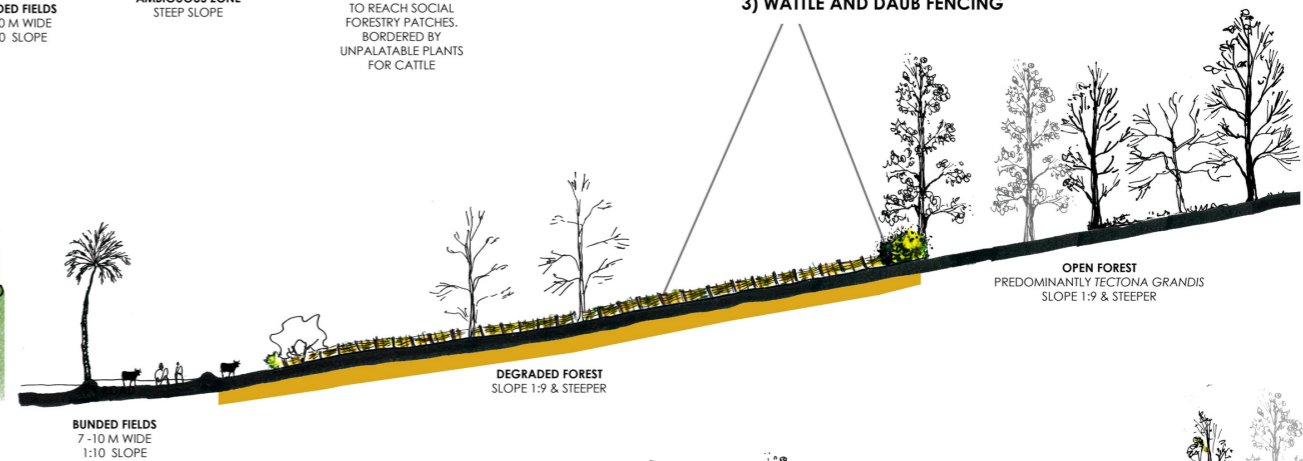 DED FIELDS
0 M WIDE
0 SLOPE
AMBIGUOUS ZONE
STEEP SLOPE
TO REACH SOCIAL
FORESTRY PATCHES.
BORDERED BY
UNPALATABLE PLANTS
FOR CATTLE
3) WATTLE AND DAUB FENCING
OPEN FOREST
PREDOMINANTLY TECTONA GRANDIS
SLOPE 1:9 & STEEPER
DEGRADED FOREST
SLOPE 1:9 & STEEPER
BUNDED FIELDS
7 -10 M WIDE
1:10 SLOPE